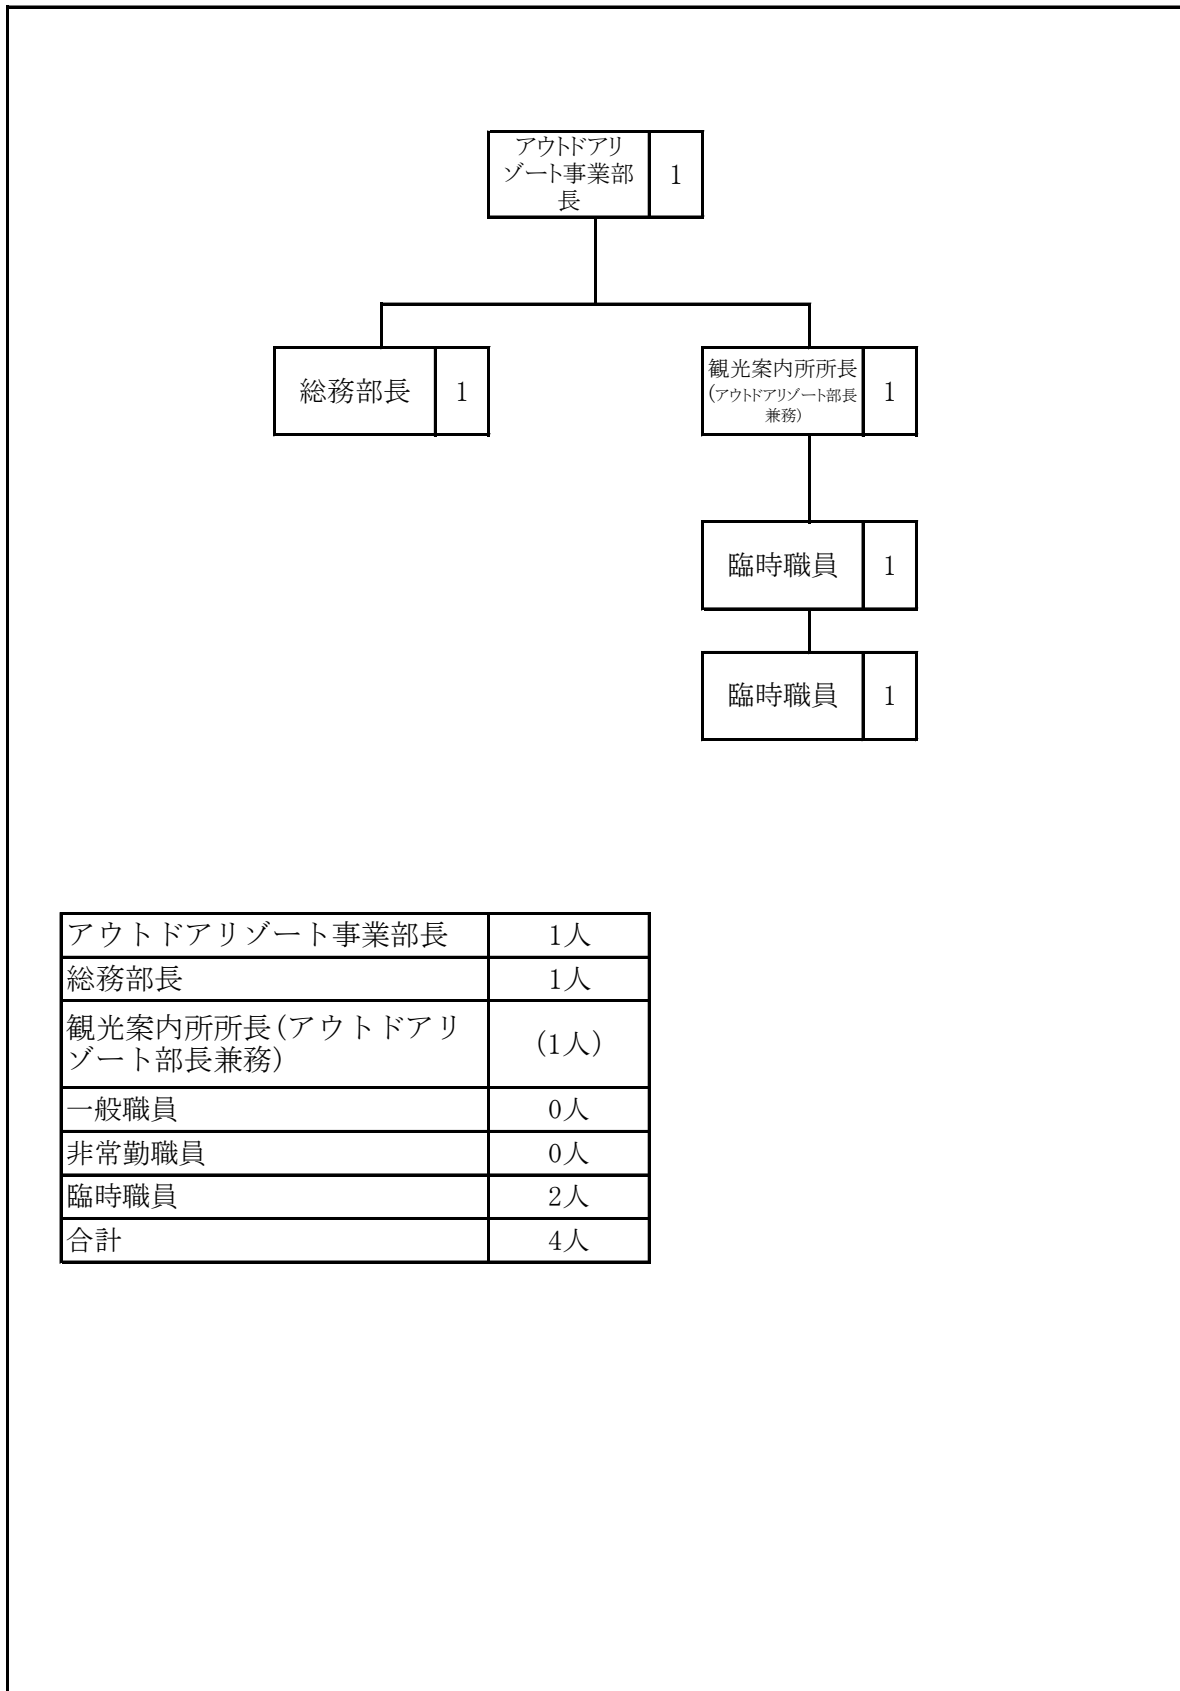 アウトドアリ
ゾート事業部
長
1
総務部長
1
観光案内所所長
(アウトドアリゾート部長
兼務)
1
臨時職員
1
臨時職員
1
アウトドアリゾート事業部長 1人
総務部長 1人
観光案内所所長(アウトドアリ
ゾート部長兼務)
(1人)
一般職員 0人
非常勤職員 0人
臨時職員 2人
合計 4人